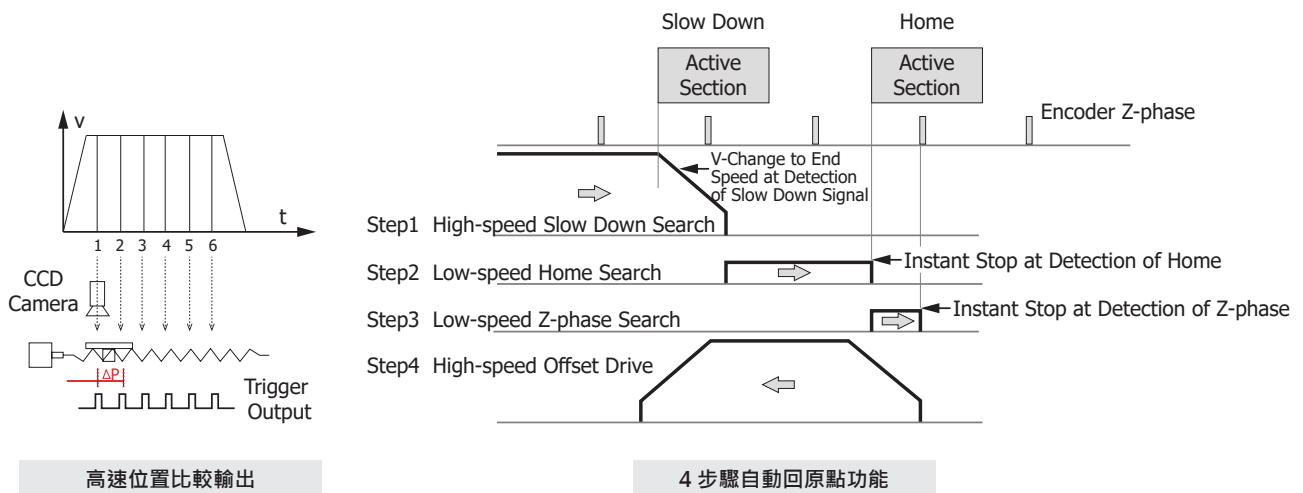 v
t
1 2 3 4 5 6
CCD
Camera
ΔP
Trigger
Output
高速位置比較輸出
Slow Down
Home
Active
Section
Active
Section
Encoder Z-phase
V-Change to End
Speed at Detection
of Slow Down Signal
Step1 High-speed Slow Down Search
Step2 Low-speed Home Search
Instant Stop at Detection of Home
Step3 Low-speed Z-phase Search
Instant Stop at Detection of Z-phase
Step4 High-speed Offset Drive
4 步驟自動回原點功能